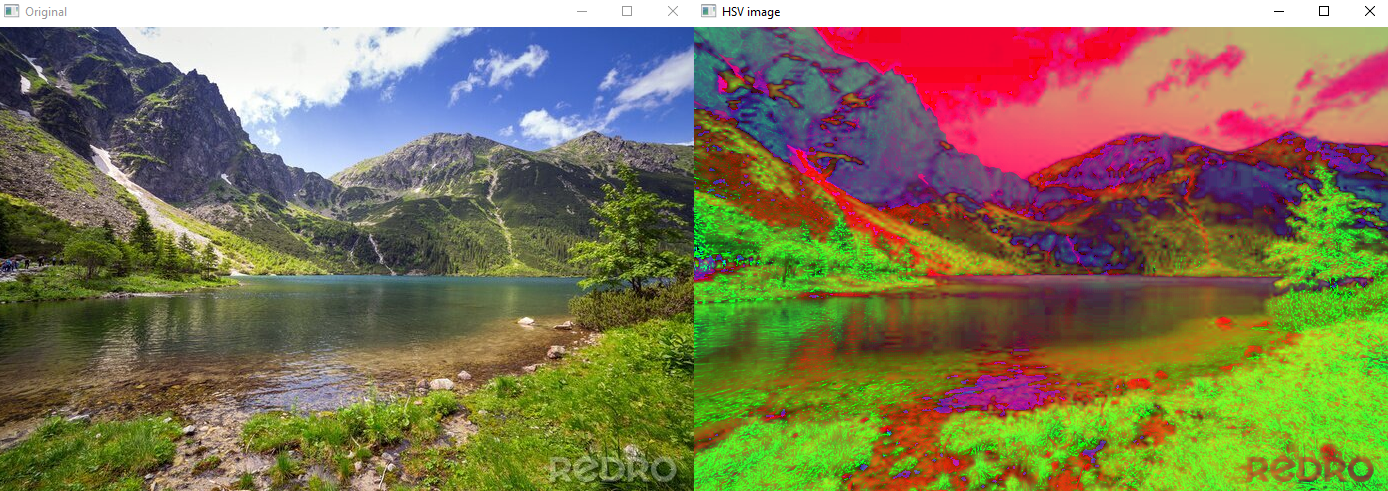 Original
HSV image
REDRO
REDRO